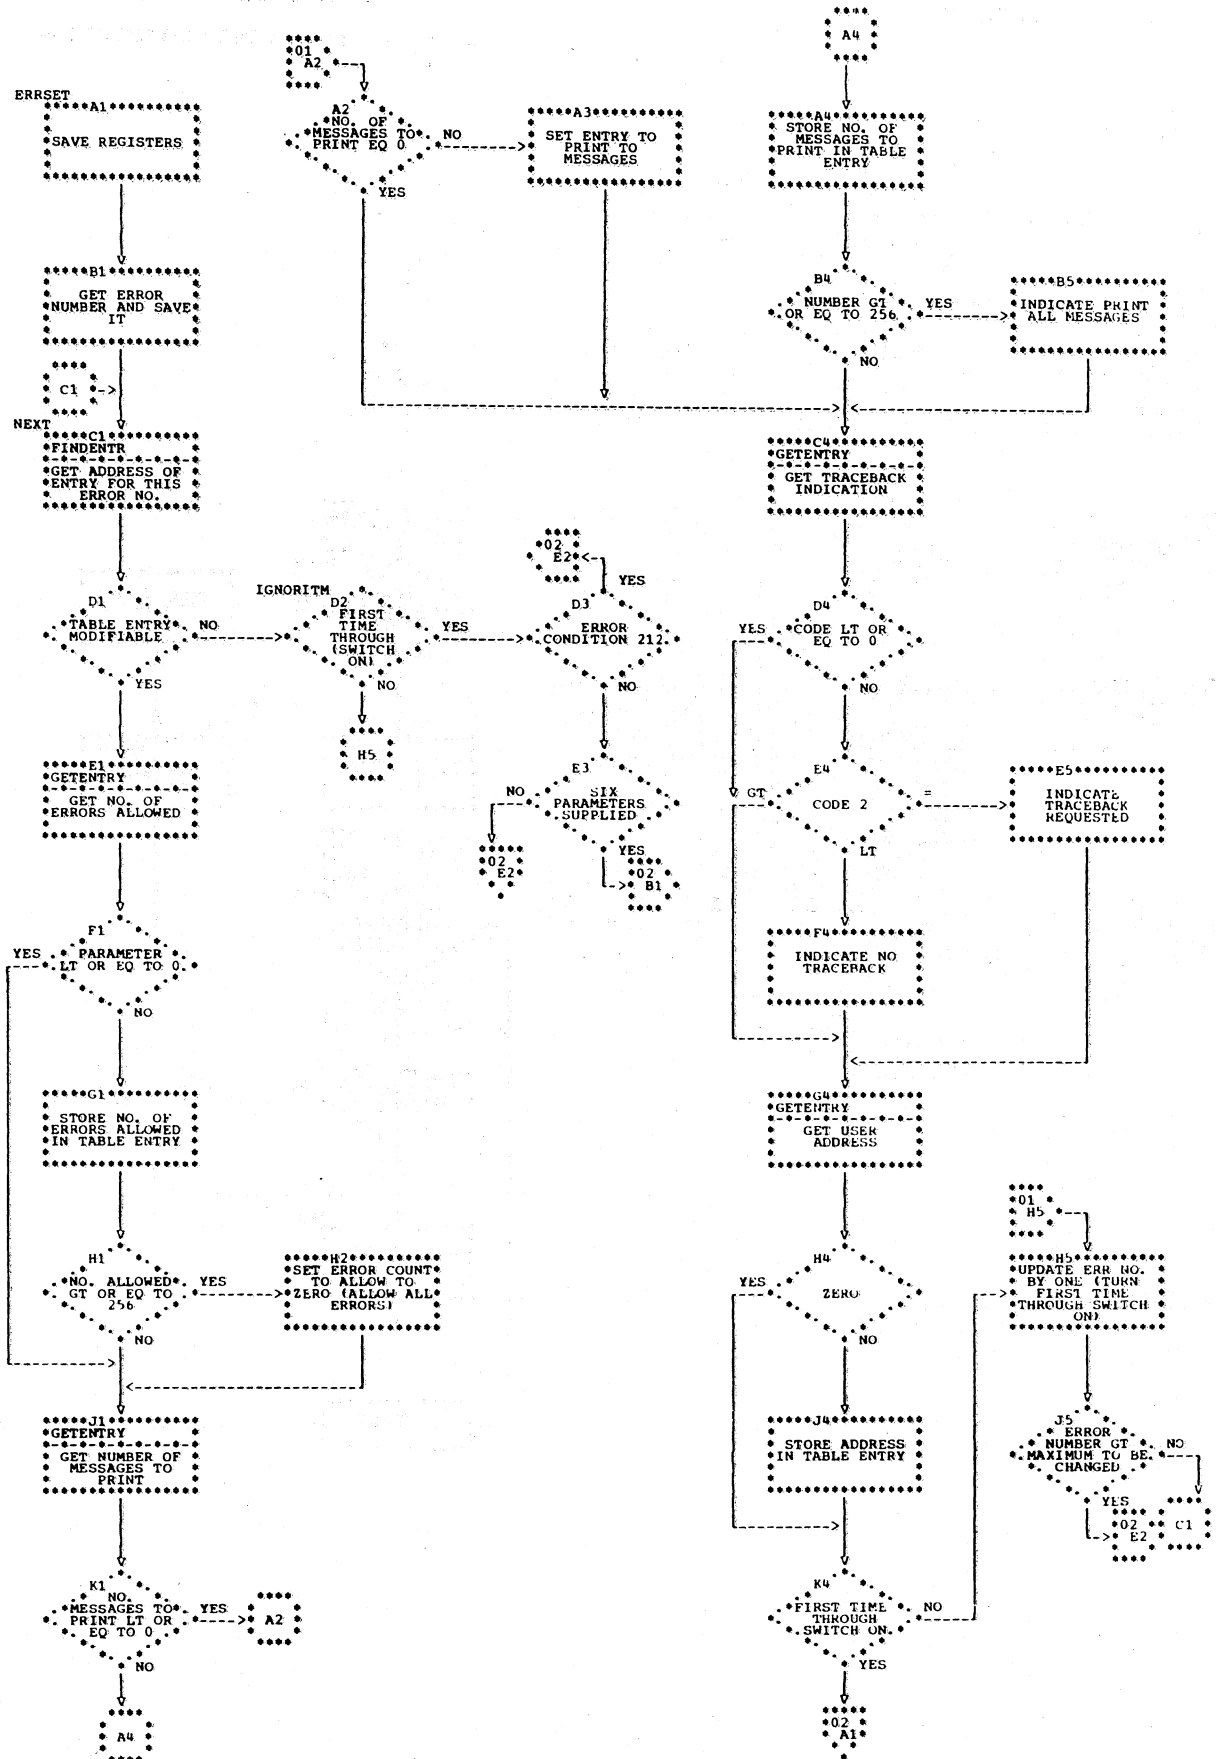 ERRSET
A1
SAVE REGISTERS
B1
GET ERROR
NUMBER AND SAVE
IT
C1
NEXT
C1
FINDENTR
GET ADDRESS OF
ENTRY FOR THIS
ERROR NO.
D1
TABLE ENTRY
MODIFIABLE
NO
YES
E1
GETENTRY
GET NO. OF
ERRORS ALLOWED
F1
PARAMETER
LT OR EQ TO 0
YES
NO
G1
STORE NO. OF
ERRORS ALLOWED
IN TABLE ENTRY
H1
NO. ALLOWED
GT OR EQ TO
256
YES
NO
H2
SET ERROR COUNT
TO ALLOW TO
ZERO (ALLOW ALL
ERRORS)
J1
GETENTRY
GET NUMBER OF
MESSAGES TO
PRINT
K1
NO.
MESSAGES TO
PRINT LT OR
EQ TO 0
YES
A2
NO
A4
01
A2
A2
NO. OF
MESSAGES TO
PRINT EQ 0
NO
YES
A3
SET ENTRY TO
PRINT TO
MESSAGES
IGNORITM
D2
FIRST
TIME
THROUGH
(SWITCH
ON)
YES
NO
H5
02
E2
YES
D3
ERROR
CONDITION 212
NO
E3
SIX
PARAMETERS
SUPPLIED
NO
02
E2
YES
02
B1
A4
A4
STORE NO. OF
MESSAGES TO
PRINT IN TABLE
ENTRY
B4
NUMBER GT
OR EQ TO 256
YES
NO
B5
INDICATE PRINT
ALL MESSAGES
C4
GETENTRY
GET TRACEBACK
INDICATION
D4
CODE LT OR
EQ TO 0
YES
NO
E4
CODE 2
GT
=
LT
E5
INDICATE
TRACEBACK
REQUESTED
F4
INDICATE NO
TRACEBACK
G4
GETENTRY
GET USER
ADDRESS
H4
ZERO
YES
NO
J4
STORE ADDRESS
IN TABLE ENTRY
K4
FIRST TIME
THROUGH
SWITCH ON
NO
YES
02
A1
01
H5
H5
UPDATE ERR NO.
BY ONE (TURN
FIRST TIME
THROUGH SWITCH
ON)
J5
ERROR
NUMBER GT
MAXIMUM TO BE
CHANGED
NO
YES
02
E2
C1